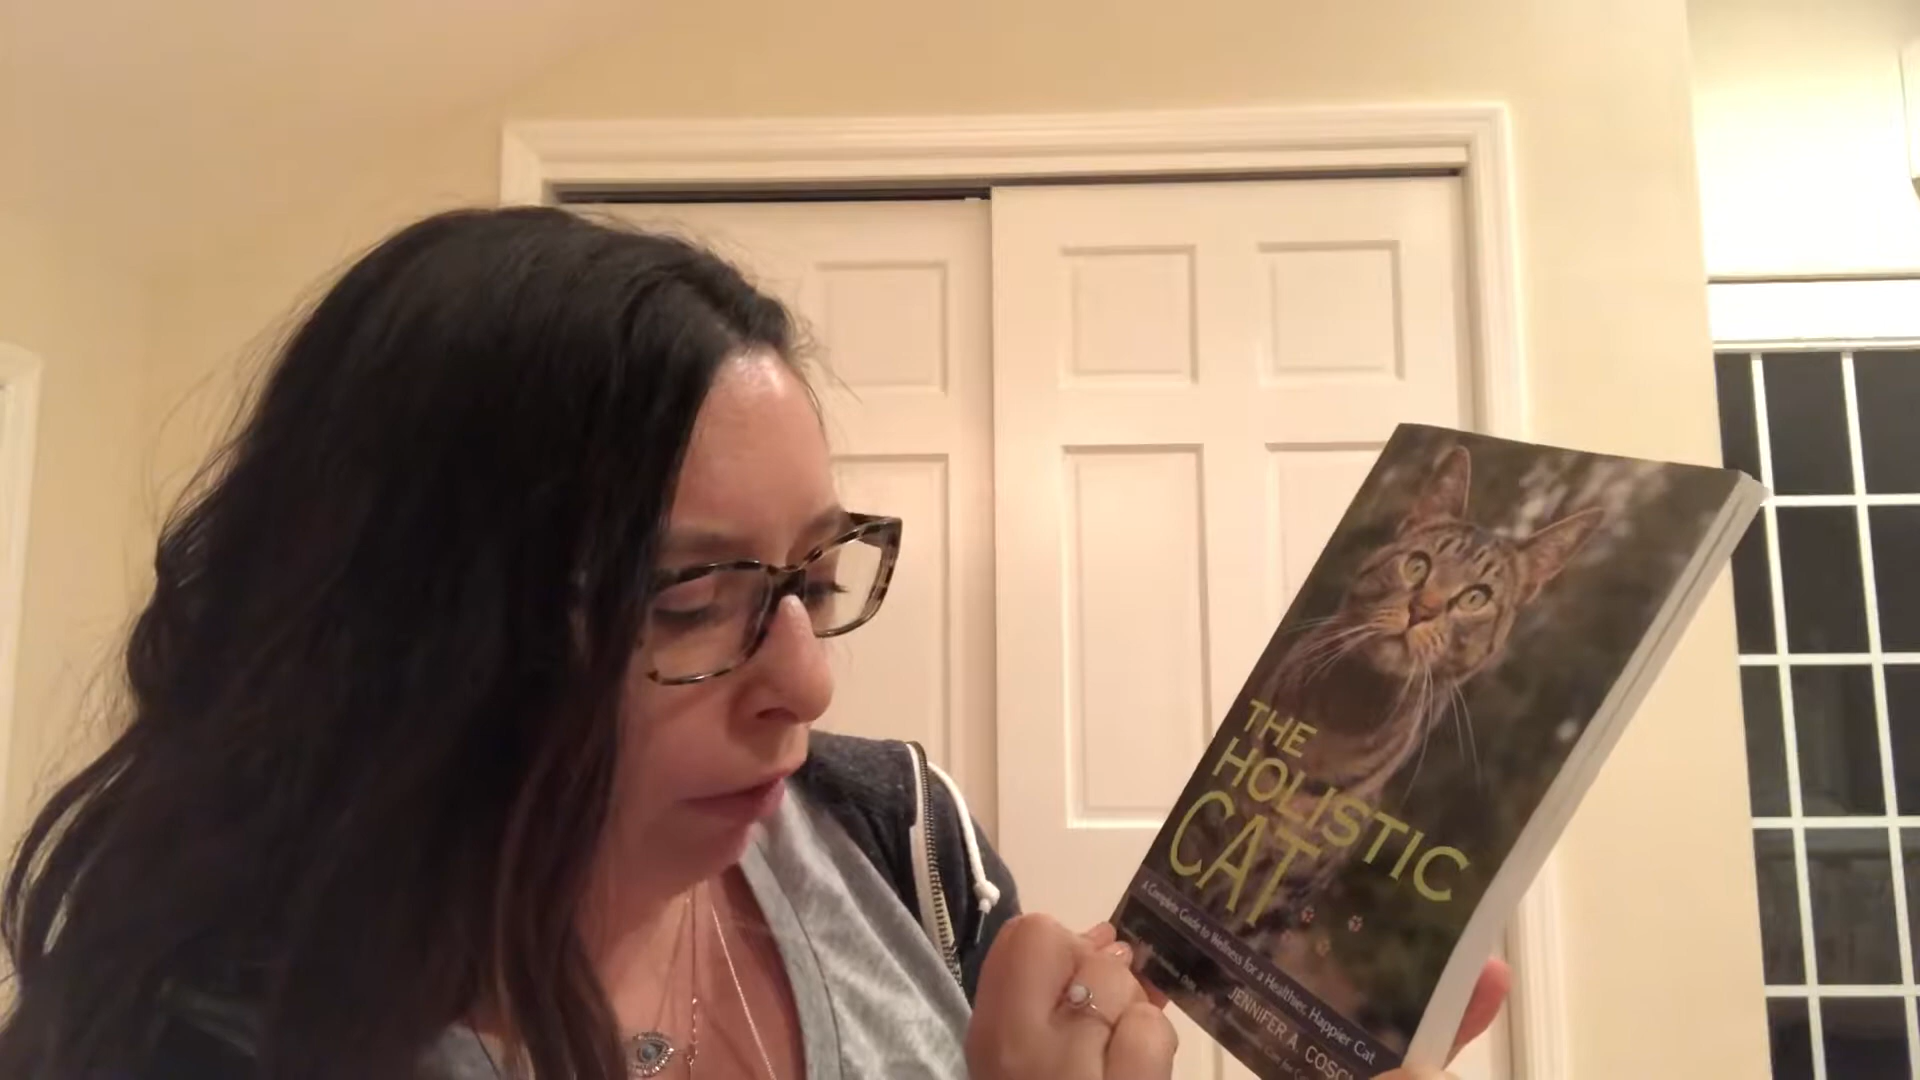 THE
HOLISTIC
CAT
A Complete Guide to Wellness for a Healthier, Happier Cat
JENNIFER A.